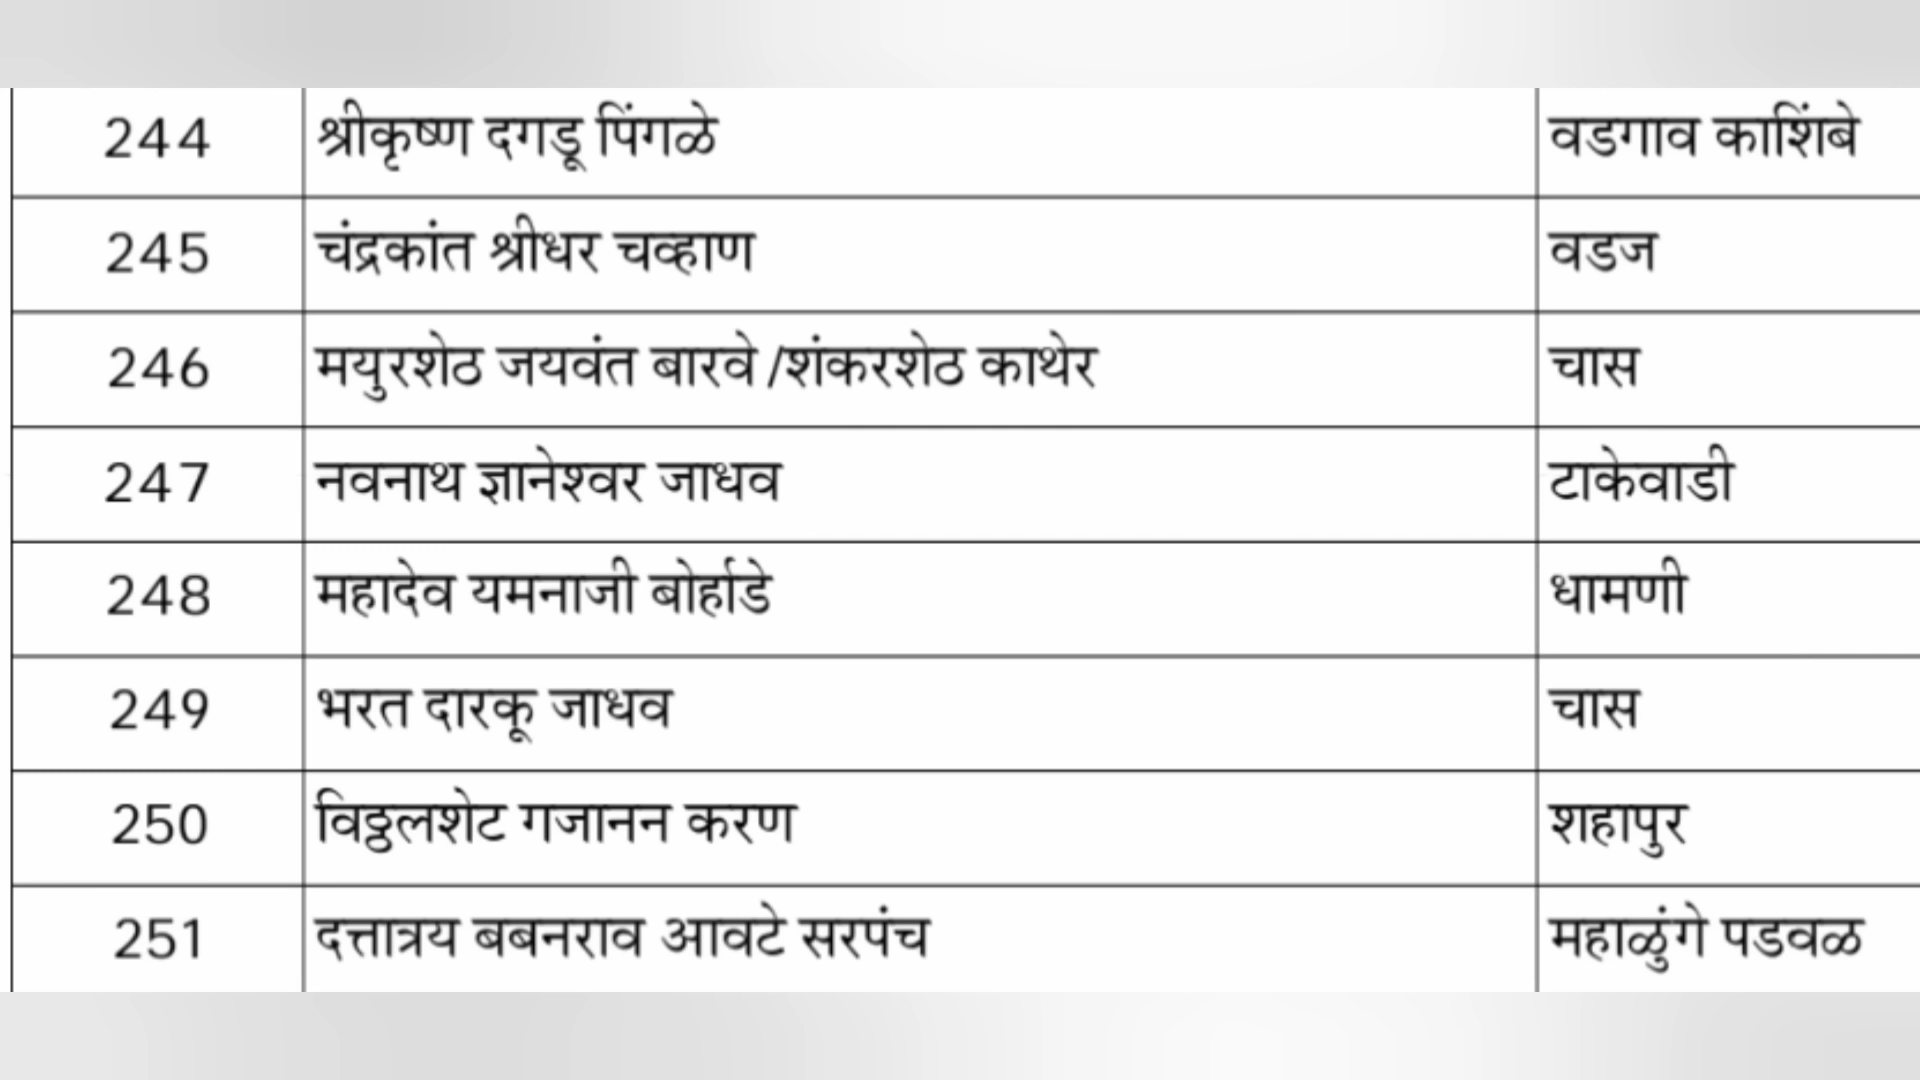 244 श्रीकृष्ण दगडू पिंगळे वडगाव काशिंबे
245 चंद्रकांत श्रीधर चव्हाण वडज
246 मयुरशेठ जयवंत बारवे /शंकरशेठ काथेर चास
247 नवनाथ ज्ञानेश्वर जाधव टाकेवाडी
248 महादेव यमनाजी बोर्हाडे धामणी
249 भरत दारकू जाधव चास
250 विठ्ठलशेट गजानन करण शहापुर
251 दत्तात्रय बबनराव आवटे सरपंच महाळुंगे पडवळ